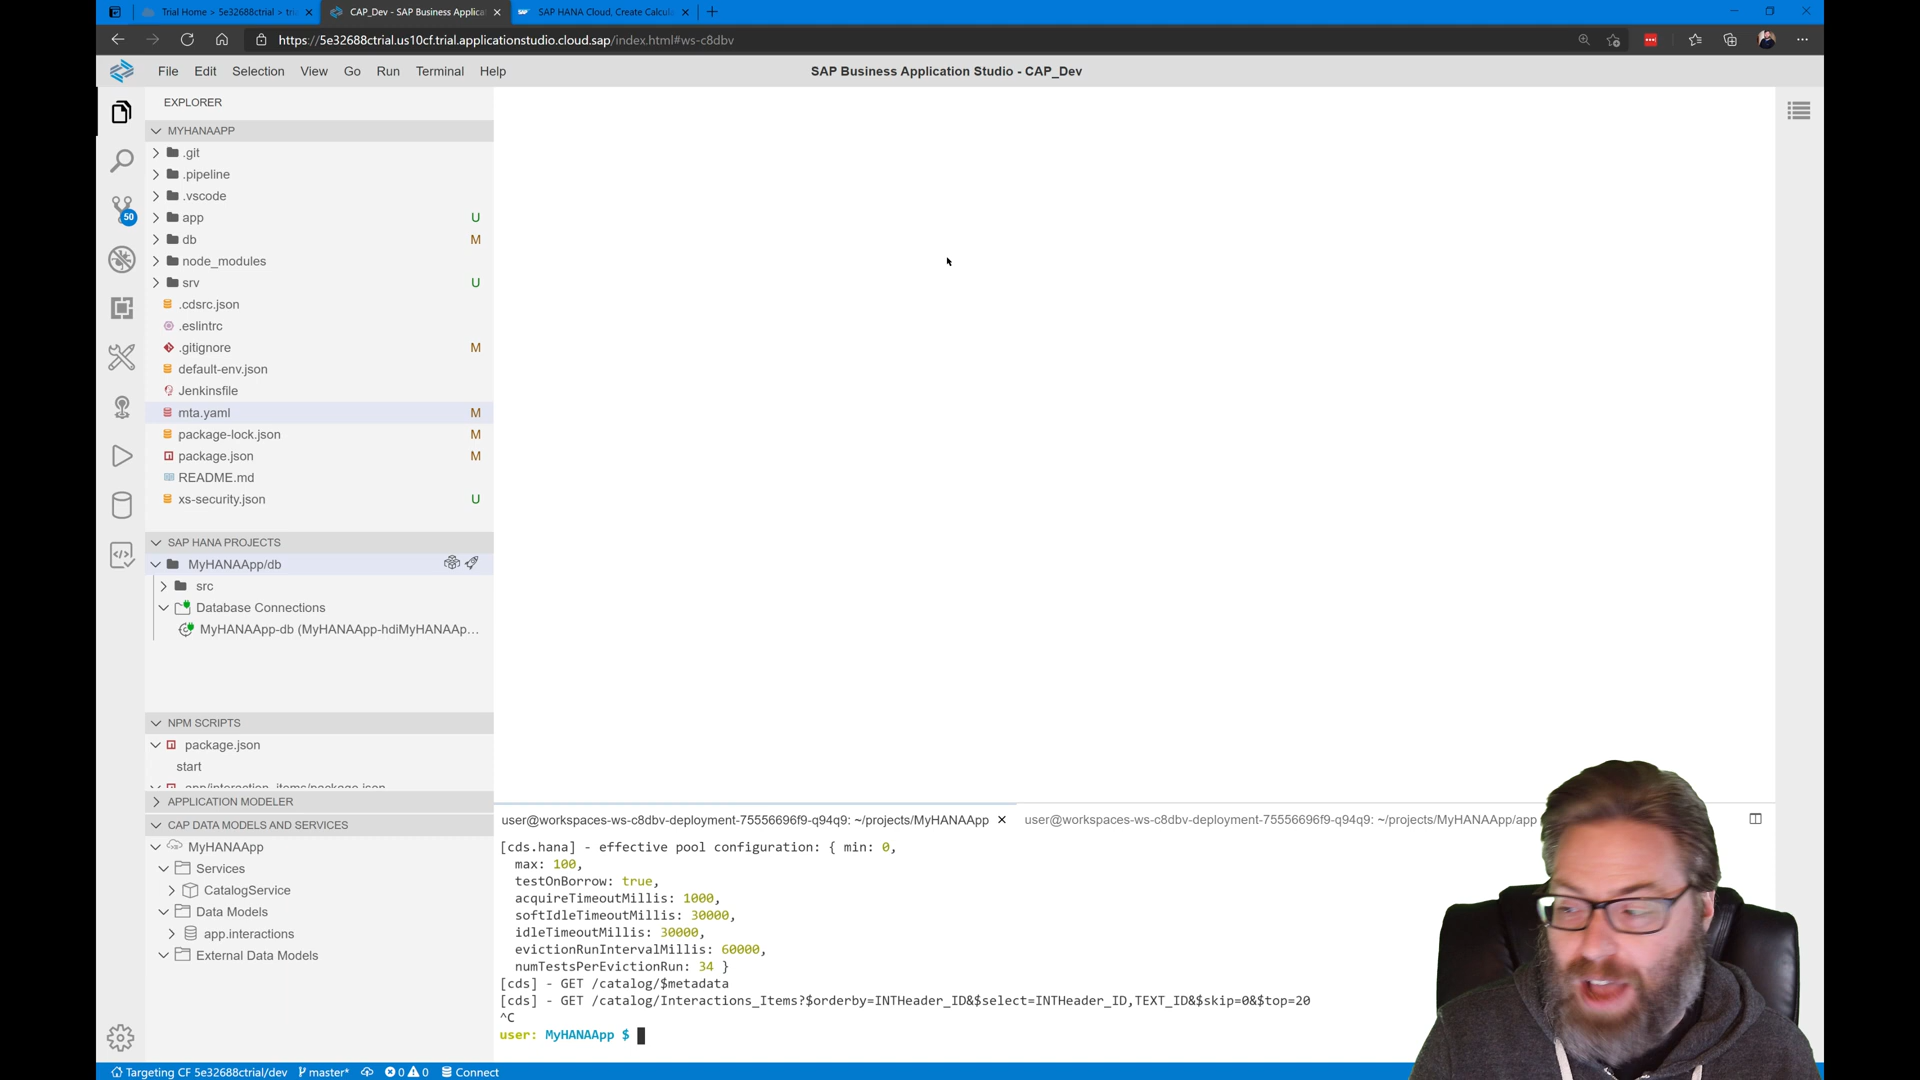 Trial Home > 5e32688ctrial > tri
CAP_Dev - SAP Business Applica
SAP HANA Cloud, Create Calcul
https://5e32688ctrial.us10cf.trial.applicationstudio.cloud.sap/index.html#ws-c8dbv
File Edit Selection View Go Run Terminal Help
SAP Business Application Studio - CAP_Dev
EXPLORER
MYHANAAPP
.git
.pipeline
.vscode
app U
db M
node_modules
srv U
.cdsrc.json
.eslintrc
.gitignore M
default-env.json
Jenkinsfile
mta.yaml M
package-lock.json M
package.json M
README.md
xs-security.json U
50
SAP HANA PROJECTS
MyHANAApp/db
src
Database Connections
MyHANAApp-db (MyHANAApp-hdiMyHANAAp...
NPM SCRIPTS
package.json
start
app/interaction_items/package.json
APPLICATION MODELER
CAP DATA MODELS AND SERVICES
MyHANAApp
Services
CatalogService
Data Models
app.interactions
External Data Models
user@workspaces-ws-c8dbv-deployment-75556696f9-q94q9: ~/projects/MyHANAApp
user@workspaces-ws-c8dbv-deployment-75556696f9-q94q9: ~/projects/MyHANAApp/app
[cds.hana] - effective pool configuration: { min: 0,
max: 100,
testOnBorrow: true,
acquireTimeoutMillis: 1000,
softIdleTimeoutMillis: 30000,
idleTimeoutMillis: 30000,
evictionRunIntervalMillis: 60000,
numTestsPerEvictionRun: 34 }
[cds] - GET /catalog/$metadata
[cds] - GET /catalog/Interactions_Items?$orderby=INTHeader_ID&$select=INTHeader_ID,TEXT_ID&$skip=0&$top=20
^C
user: MyHANAApp $
Targeting CF 5e32688ctrial/dev master* 0 0 Connect